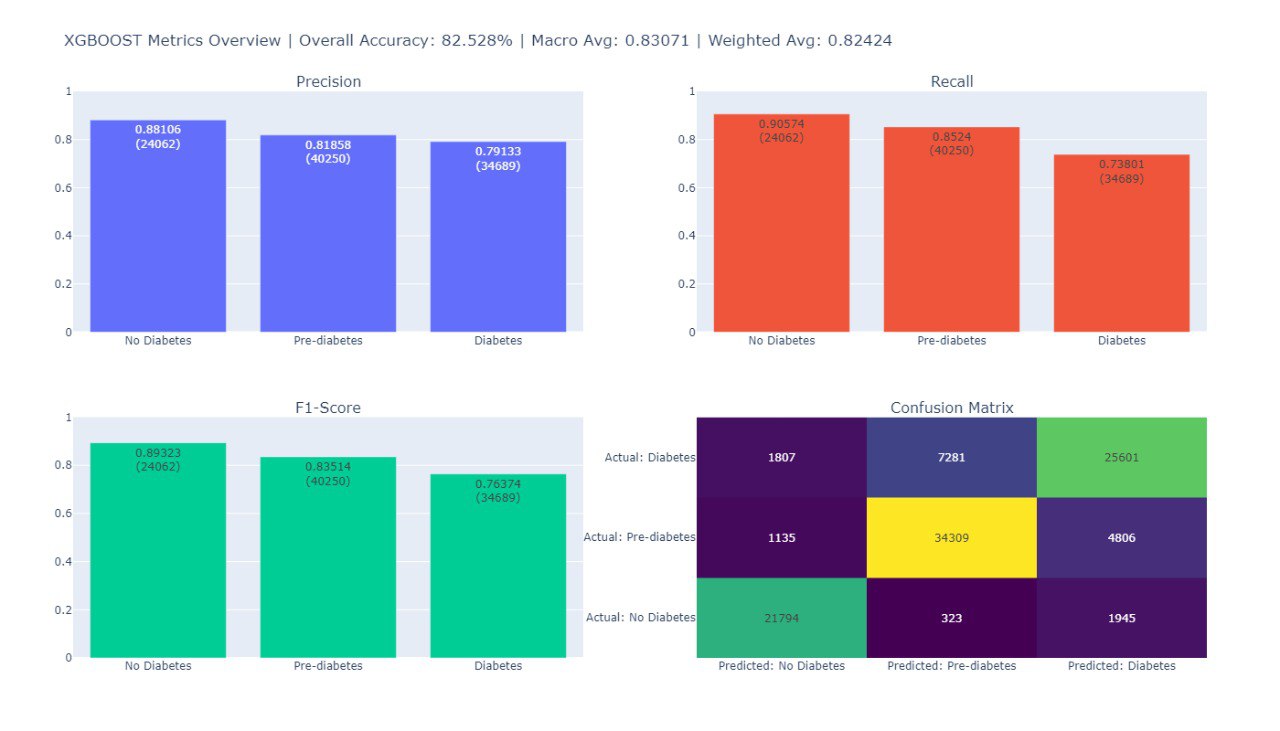 XGBOOST Metrics Overview | Overall Accuracy: 82.528% | Macro Avg: 0.83071 | Weighted Avg: 0.82424
Precision
1
0.8
0.6
0.4
0.2
0
0.88106
(24062)
0.81858
(40250)
0.79133
(34689)
No Diabetes
Pre-diabetes
Diabetes
Recall
1
0.8
0.6
0.4
0.2
0
0.90574
(24062)
0.8524
(40250)
0.73801
(34689)
No Diabetes
Pre-diabetes
Diabetes
F1-Score
1
0.8
0.6
0.4
0.2
0
0.89323
(24062)
0.83514
(40250)
0.76374
(34689)
No Diabetes
Pre-diabetes
Diabetes
Confusion Matrix
Actual: Diabetes
1807
7281
25601
Actual: Pre-diabetes
1135
34309
4806
Actual: No Diabetes
21794
323
1945
Predicted: No Diabetes
Predicted: Pre-diabetes
Predicted: Diabetes